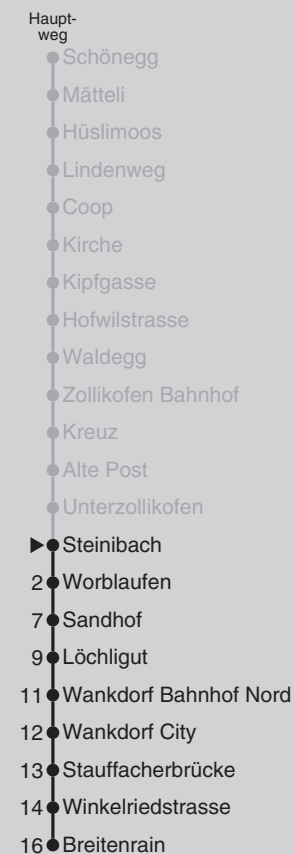 Haupt-
weg
Schönegg
Mätteli
Hüslimoos
Lindenweg
Coop
Kirche
Kipfgasse
Hofwilstrasse
Waldegg
Zollikofen Bahnhof
Kreuz
Alte Post
Unterzollikofen
Steinibach
2 Worblaufen
7 Sandhof
9 Löchligut
11 Wankdorf Bahnhof Nord
12 Wankdorf City
13 Stauffacherbrücke
14 Winkelriedstrasse
16 Breitenrain